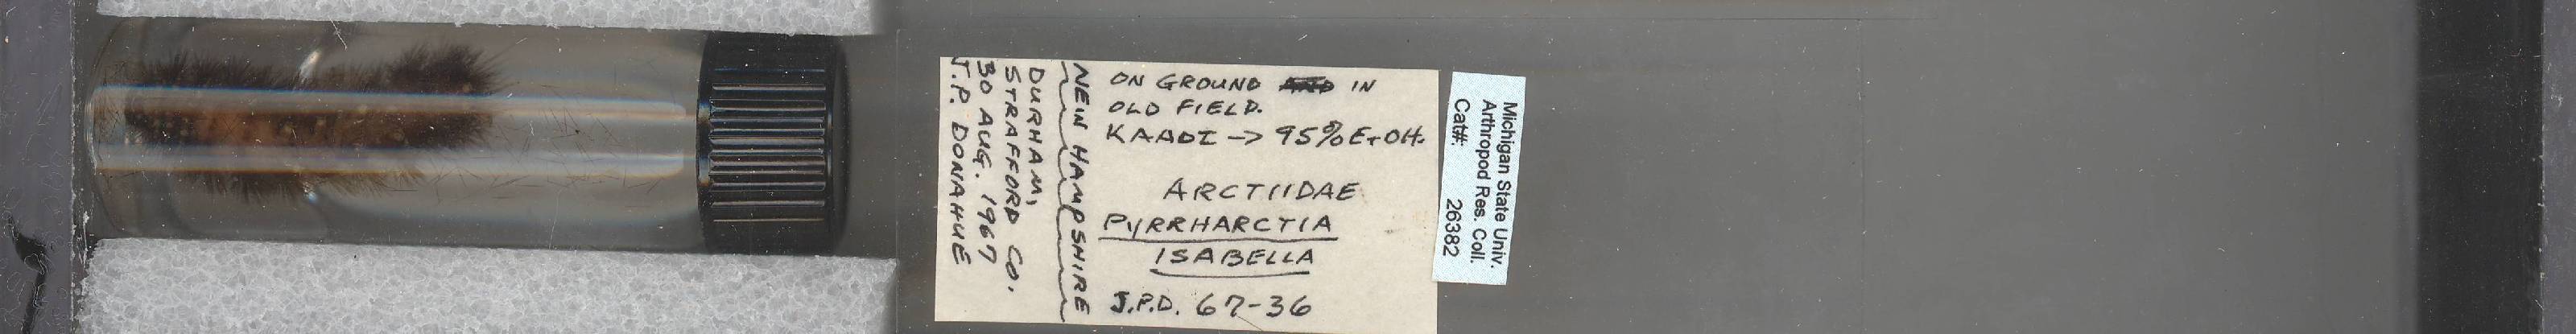 NEW HAMPSHIRE
DURHAM,
STRAFFORD CO.
30 AUG. 1967
J.P. DONAHUE
ON GROUND IN
OLD FIELD.
KAADI -> 95% ETOH.
ARCTIIDAE
PYRRHARCTIA
ISABELLA
J.P.D. 67-36
Michigan State Univ.
Arthropod Res. Coll.
Cat#: 26382